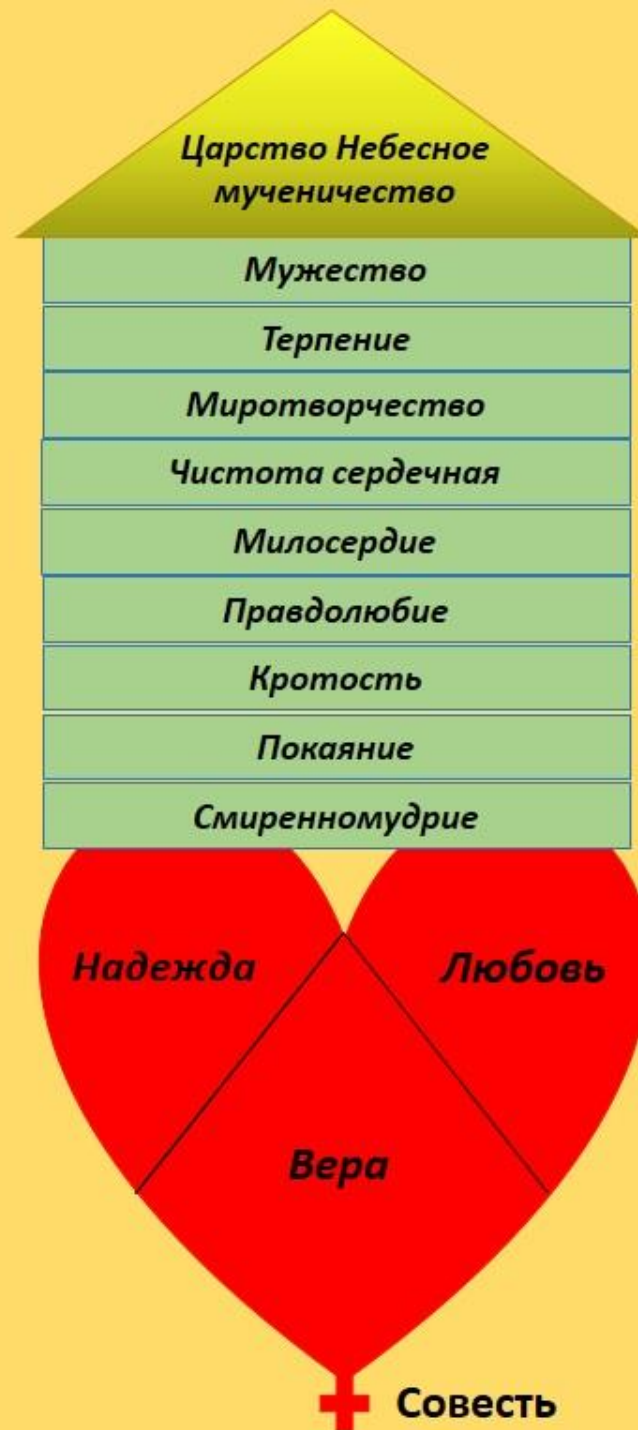 Царство Небесное
мученичество
Мужество
Терпение
Миротворчество
Чистота сердечная
Милосердие
Правдолюбие
Кротость
Покаяние
Смиренномудрие
Надежда
Любовь
Вера
Совесть